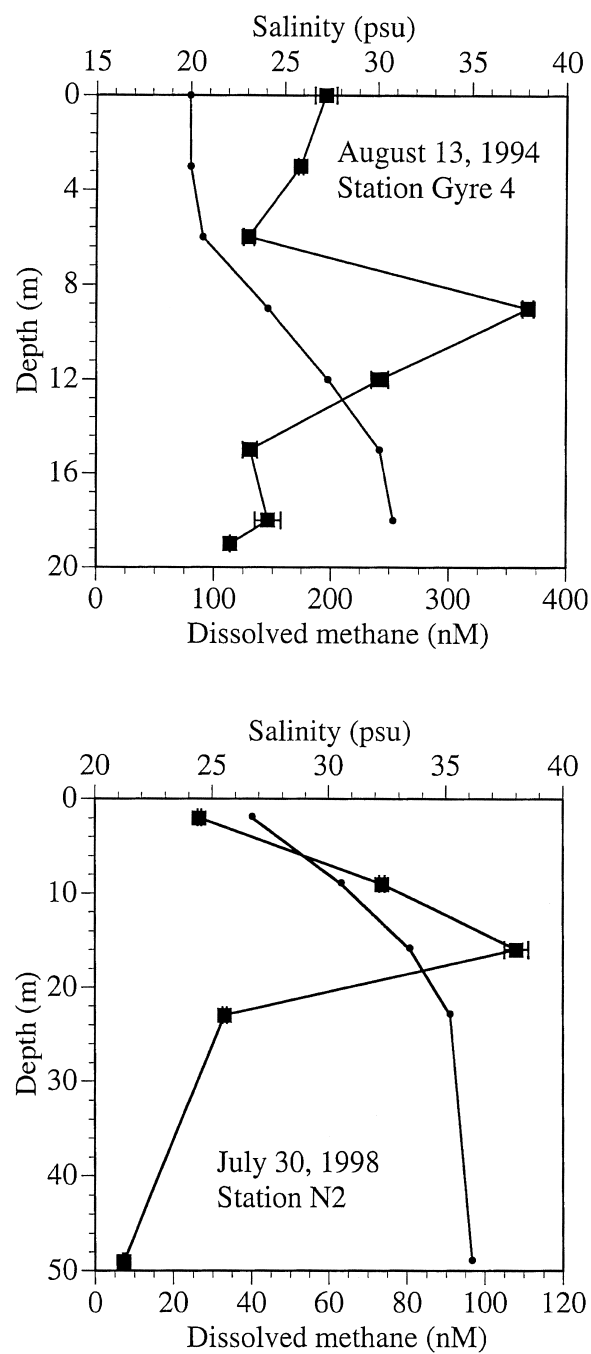 Salinity (psu)
15 20 25 30 35 40
0
4
8
12
16
20
Depth (m)
August 13, 1994
Station Gyre 4
0 100 200 300 400
Dissolved methane (nM)
Salinity (psu)
20 25 30 35 40
0
10
20
30
40
50
Depth (m)
July 30, 1998
Station N2
0 20 40 60 80 100 120
Dissolved methane (nM)